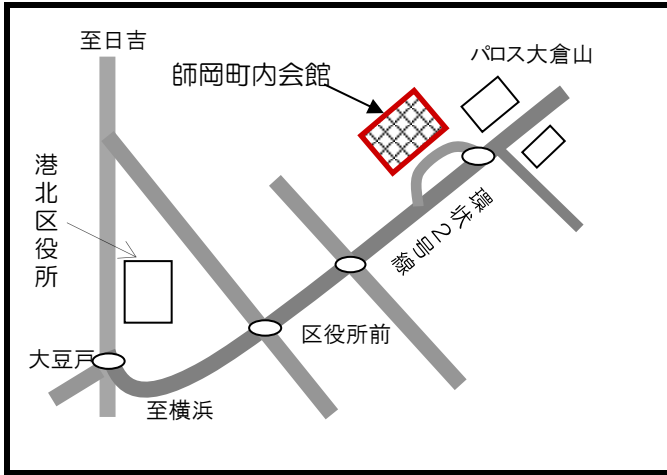 至日吉
師岡町内会館
パロス大倉山
港北区役所
環状2号線
区役所前
大豆戸
至横浜